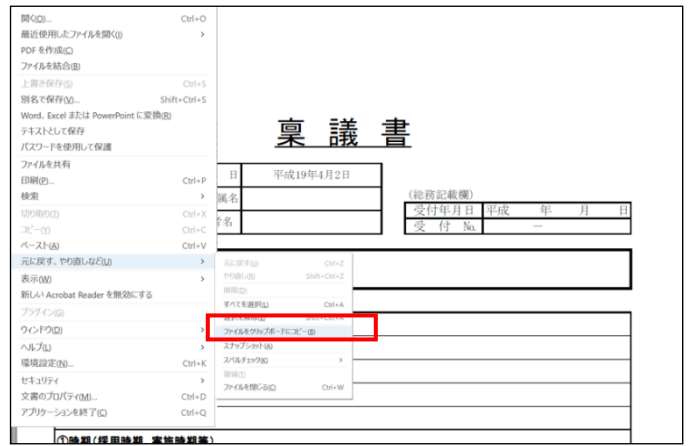 開く(O)... Ctrl+O
最近使用したファイルを開く(I) >
PDF を作成(C)
ファイルを結合(B)
上書き保存(S) Ctrl+S
別名で保存(V)... Shift+Ctrl+S
Word、Excel または PowerPoint に変換(R)
テキストとして保存
パスワードを使用して保護
ファイルを共有
印刷(P)... Ctrl+P
検索 >
切り取り(T) Ctrl+X
コピー(Y) Ctrl+C
ペースト(A) Ctrl+V
元に戻す、やり直しなど(U) >
表示(W) >
新しい Acrobat Reader を無効にする
プラグイン(G)
ウィンドウ(D) >
ヘルプ(L) >
環境設定(N)... Ctrl+K
セキュリティ >
文書のプロパティ(M)... Ctrl+D
アプリケーションを終了(C) Ctrl+Q
元に戻す(U) Ctrl+Z
やり直し(R) Shift+Ctrl+Z
削除(D)
すべてを選択(L) Ctrl+A
ファイルをクリップボードにコピー(B)
スナップショット(A)
スペルチェック(K) >
ファイルを閉じる(C) Ctrl+W
稟議書
日 平成19年4月2日
属名
名
(総務記載欄)
受付年月日 平成 年 月 日
受付 No. ー
①時期(採用時期、実施時期等)